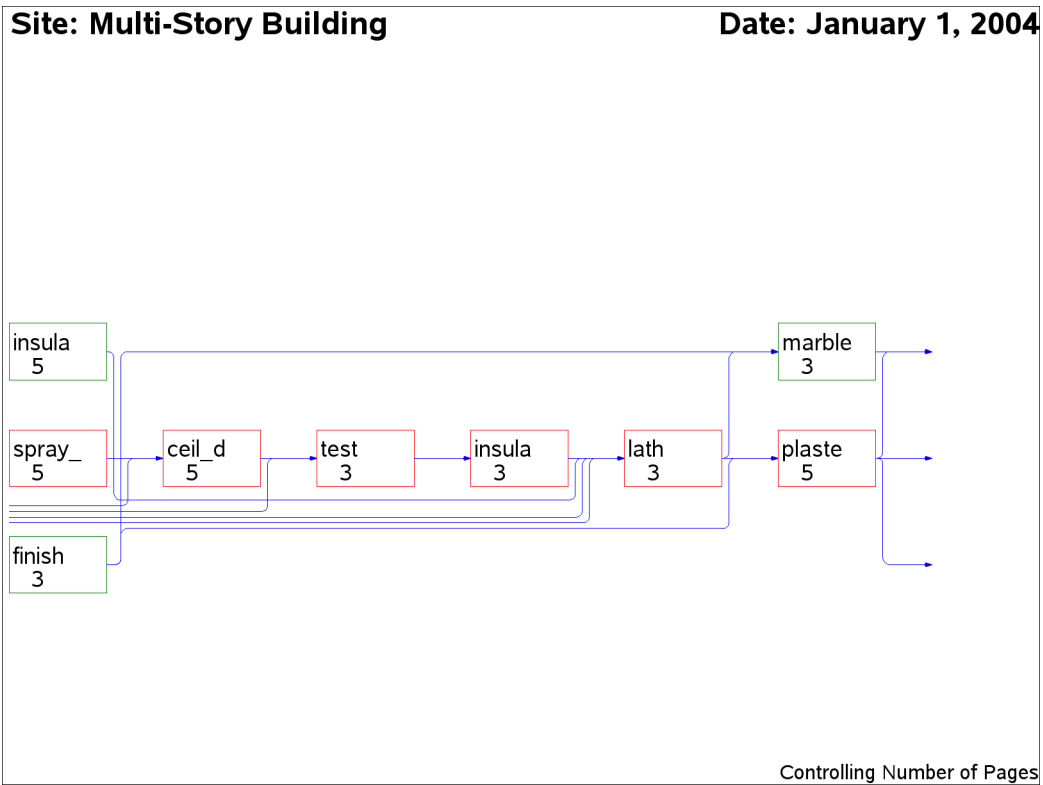 Site: Multi-Story Building
Date: January 1, 2004
insula
5
marble
3
spray_
5
ceil_d
5
test
3
insula
3
lath
3
plaste
5
finish
3
Controlling Number of Pages